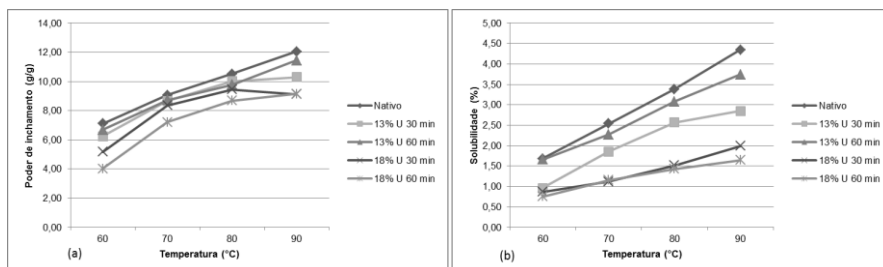 14,00
12,00
10,00
8,00
6,00
4,00
2,00
0,00
Poder de inchamento (g/g)
60 70 80 90
(a) Temperatura (°C)
Nativo
13% U 30 min
13% U 60 min
18% U 30 min
18% U 60 min
5,00
4,50
4,00
3,50
3,00
2,50
2,00
1,50
1,00
0,50
0,00
Solubilidade (%)
60 70 80 90
(b) Temperatura (°C)
Nativo
13% U 30 min
13% U 60 min
18% U 30 min
18% U 60 min